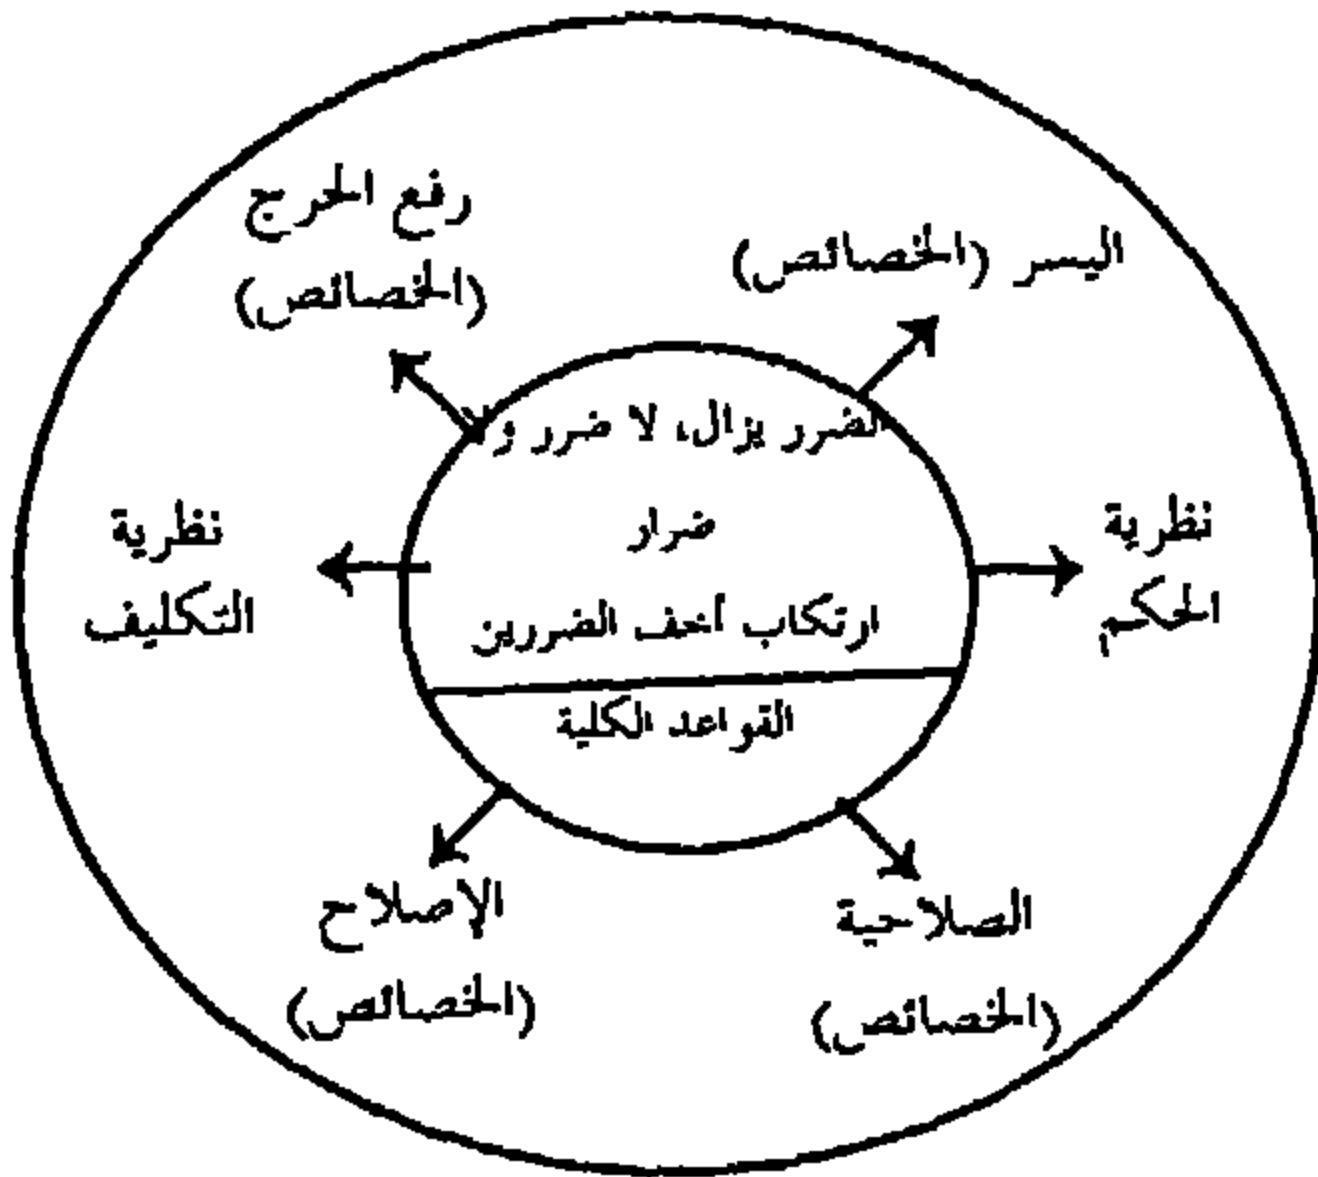 رفع الحرج
(الخصائص)
اليسر (الخصائص)
الضرر يزال، لا ضرر ولا
ضرار
ارتكاب أخف الضررين
القواعد الكلية
نظرية
الحكم
نظرية
التكليف
الصلاحية
(الخصائص)
الإصلاح
(الخصائص)